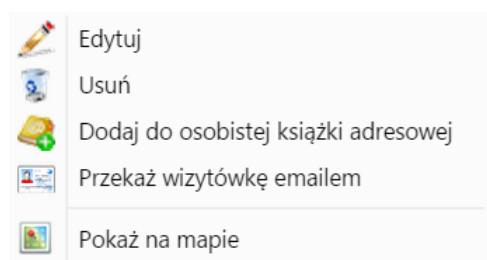 Edytuj
Usuń
Dodaj do osobistej książki adresowej
Przekaż wizytówkę emailem
Pokaż na mapie